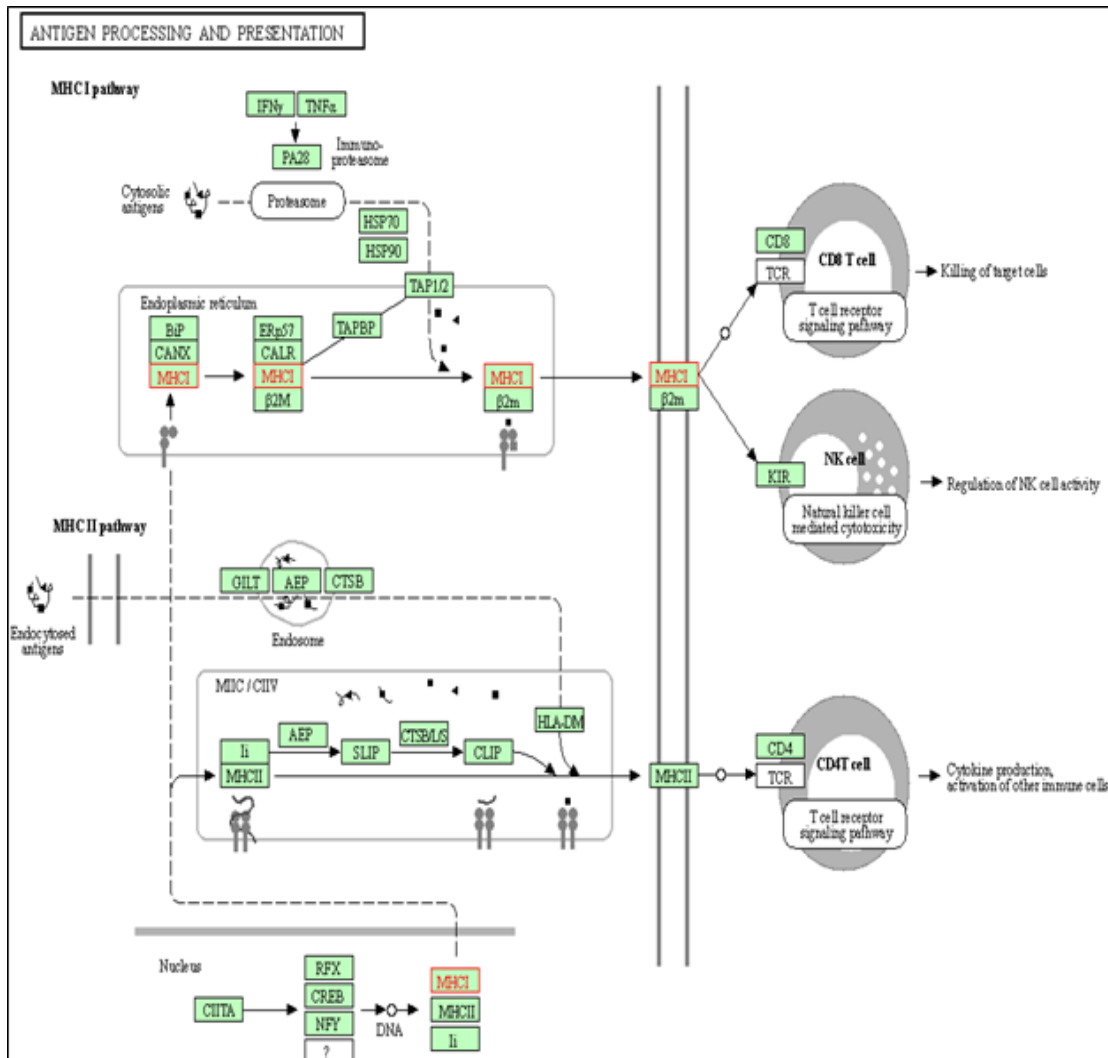 ANTIGEN PROCESSING AND PRESENTATION
MHC I pathway
IFNγ
TNFα
PA28
Immuno-
proteasome
Cytosolic
antigens
Proteasome
HSP70
HSP90
TAP1/2
Endoplasmic reticulum
BiP
CANX
MHCI
ERp57
CALR
MHCI
β2M
TAPBP
MHCI
β2m
MHCI
β2m
CD8
TCR
CD8 T cell
T cell receptor
signaling pathway
Killing of target cells
KIR
NK cell
Natural killer cell
mediated cytotoxicity
Regulation of NK cell activity
MHC II pathway
Endocytosed
antigens
GILT
AEP
CTSB
Endosome
MIIC / CIIV
Ii
MHCII
AEP
SLIP
CTSB/L/S
CLIP
HLA-DM
MHCII
CD4
TCR
CD4T cell
T cell receptor
signaling pathway
Cytokine production,
activation of other immune cells
Nucleus
CIITA
RFX
CREB
NFY
?
DNA
MHCI
MHCII
Ii